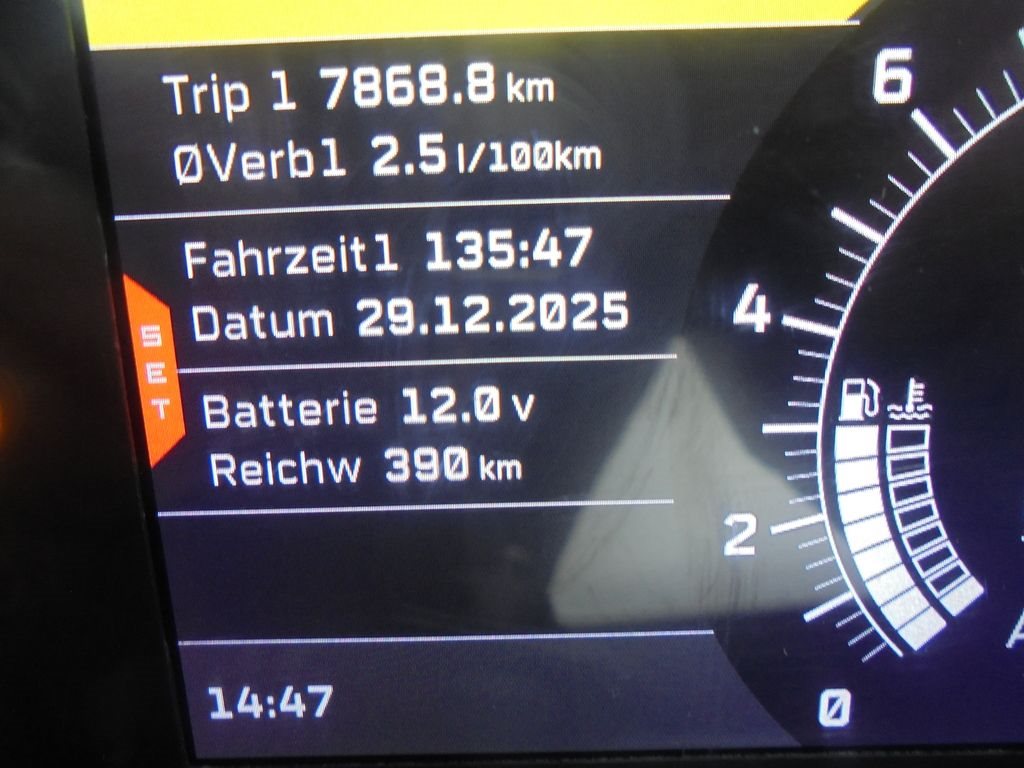 Trip 1 7868.8 km
ØVerb1 2.5 l/100km
Fahrzeit1 135:47
Datum 29.12.2025
SET
Batterie 12.0 V
Reichw 390 km
14:47
6
4
2
0